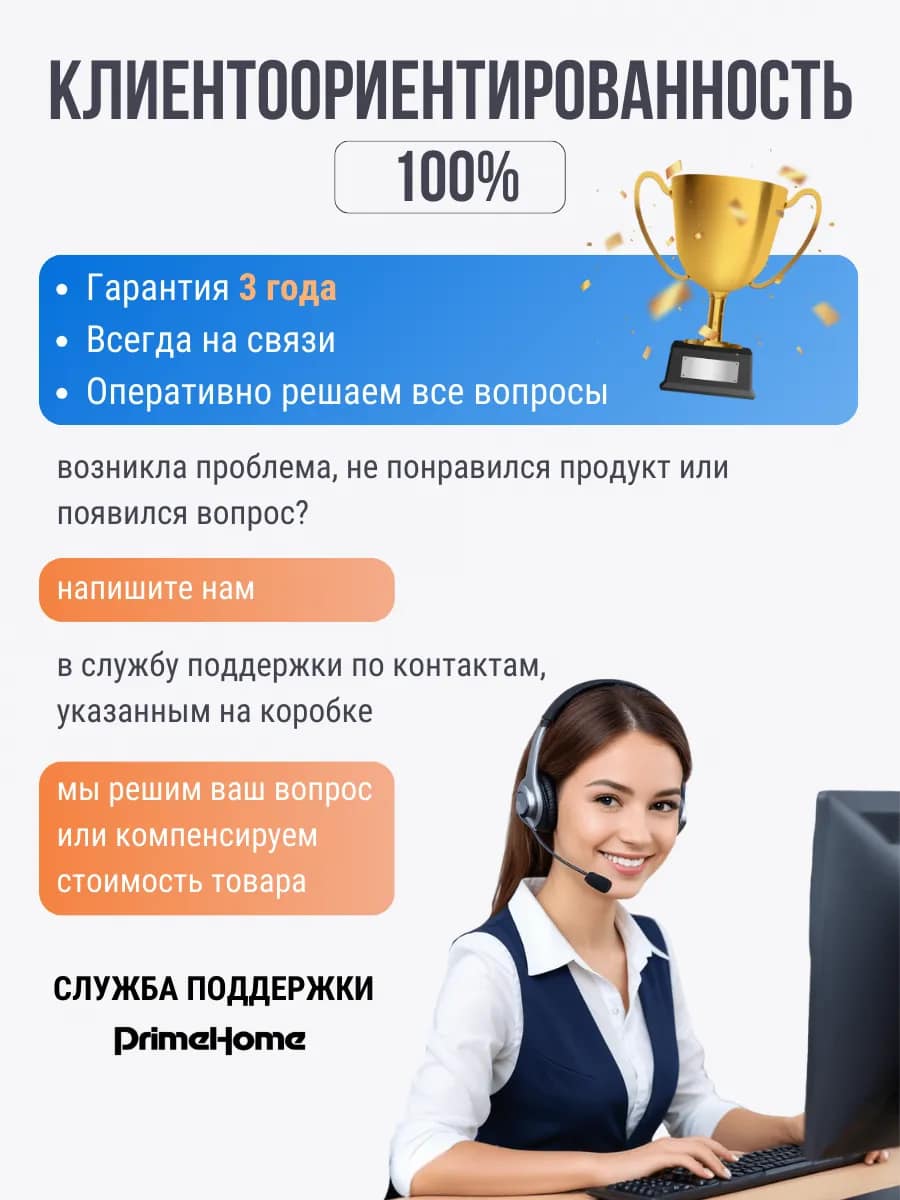 КЛИЕНТООРИЕНТИРОВАННОСТЬ
100%
• Гарантия 3 года
• Всегда на связи
• Оперативно решаем все вопросы
возникла проблема, не понравился продукт или
появился вопрос?
напишите нам
в службу поддержки по контактам,
указанным на коробке
мы решим ваш вопрос
или компенсируем
стоимость товара
СЛУЖБА ПОДДЕРЖКИ
PrimeHome